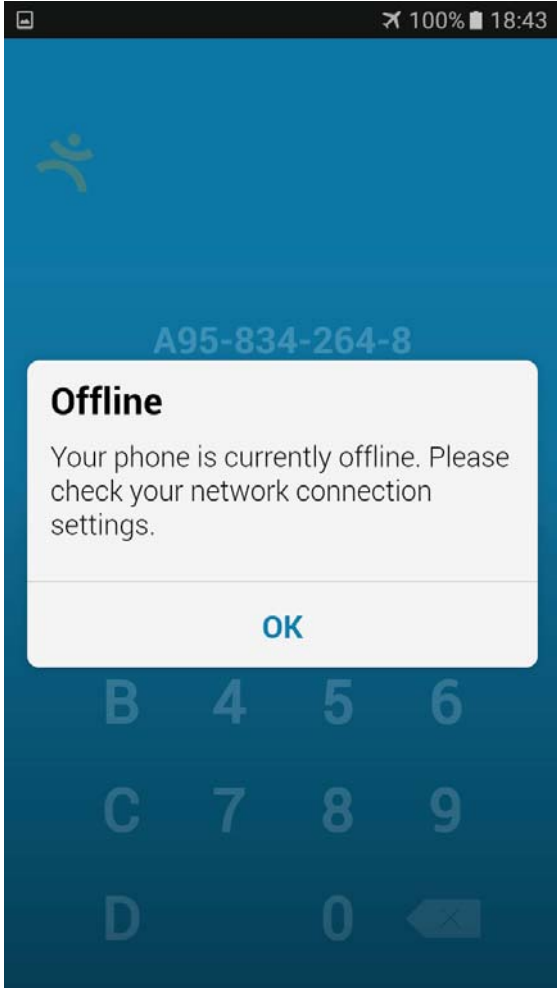 100% 18:43
A95-834-264-8
Offline
Your phone is currently offline. Please
check your network connection
settings.
OK
B 4 5 6
C 7 8 9
D 0